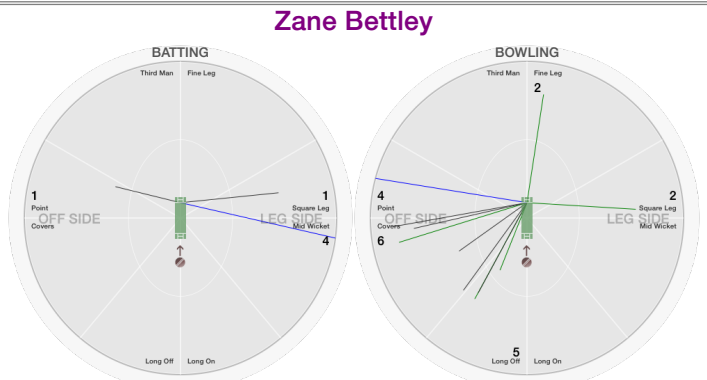 Zane Bettley
BATTING
Third Man Fine Leg
1
Point
OFF SIDE
Covers
1
Square Leg
LEG SIDE
Mid Wicket
4
Long Off Long On
BOWLING
Third Man Fine Leg
2
4
Point
OFF SIDE
Covers
6
2
Square Leg
LEG SIDE
Mid Wicket
5
Long Off Long On